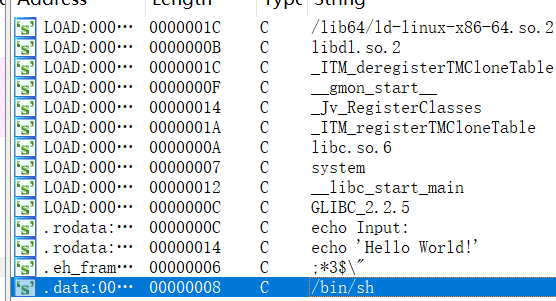 Address Length Type String
LOAD:000… 0000001C C /lib64/ld-linux-x86-64.so.2
LOAD:000… 0000000B C libdl.so.2
LOAD:000… 0000001C C _ITM_deregisterTMCloneTable
LOAD:000… 0000000F C __gmon_start__
LOAD:000… 00000014 C _Jv_RegisterClasses
LOAD:000… 0000001A C _ITM_registerTMCloneTable
LOAD:000… 0000000A C libc.so.6
LOAD:000… 00000007 C system
LOAD:000… 00000012 C __libc_start_main
LOAD:000… 0000000C C GLIBC_2.2.5
.rodata:… 0000000C C echo Input:
.rodata:… 00000014 C echo 'Hello World!'
.eh_fram… 00000006 C ;*3$\"
.data:00… 00000008 C /bin/sh